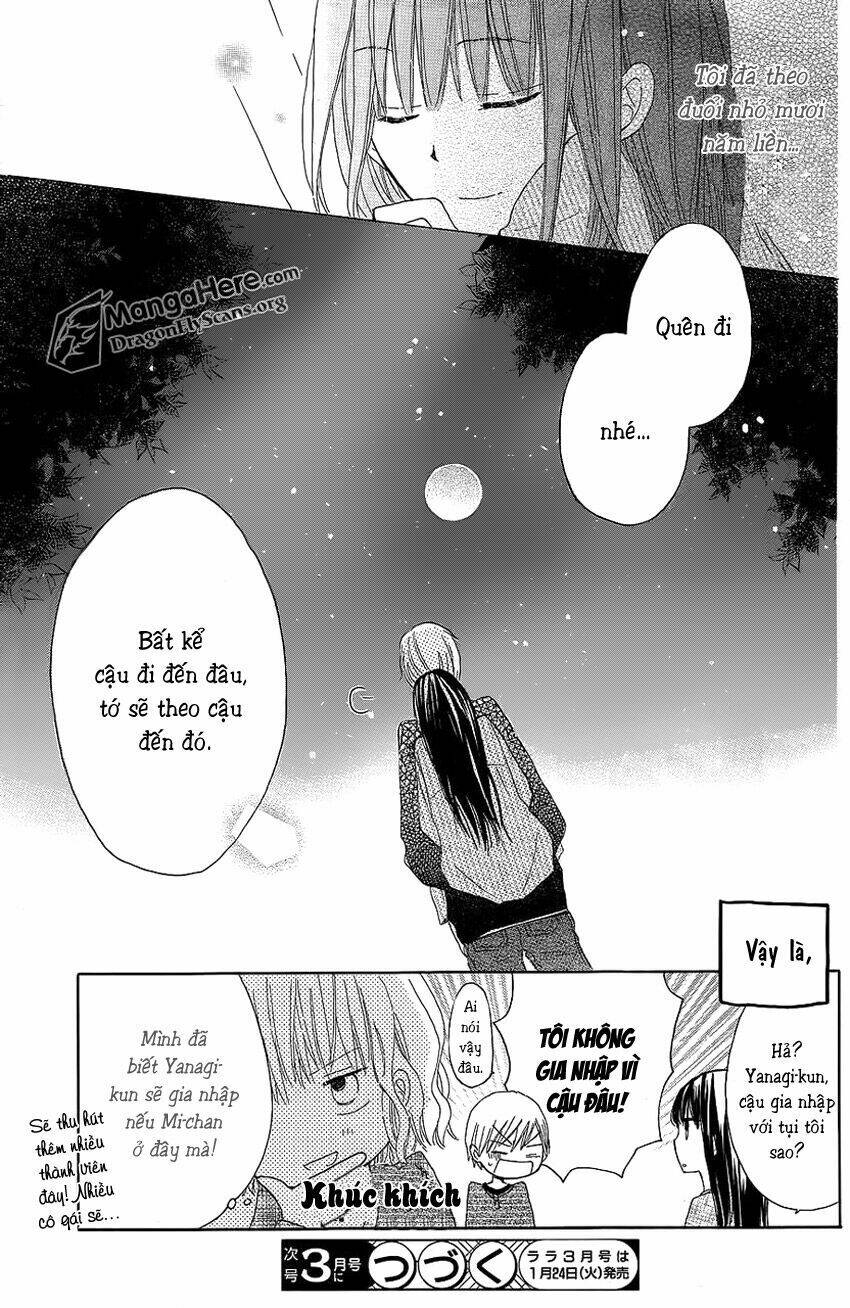 Tôi đã theo
đuổi nhỏ mươi
năm liền...
MangaHere.com
DragonFlyScans.org
Quên đi
nhé...
Bất kể
cậu đi đến đâu,
tớ sẽ theo cậu
đến đó.
Vậy là,
Mình đã
biết Yanagi-
kun sẽ gia nhập
nếu Mi-chan
ở đây mà!
Sẽ thu hút
thêm nhiều
thành viên
đây! Nhiều
cô gái sẽ...
Khúc khích
Ai
nói
vậy
đâu.
TÔI KHÔNG
GIA NHẬP VÌ
CẬU ĐÂU!
Hả?
Yanagi-kun,
cậu gia nhập
với tụi tôi
sao?
次号3月号に
つづく
ララ3月号は
1月24日(火)発売